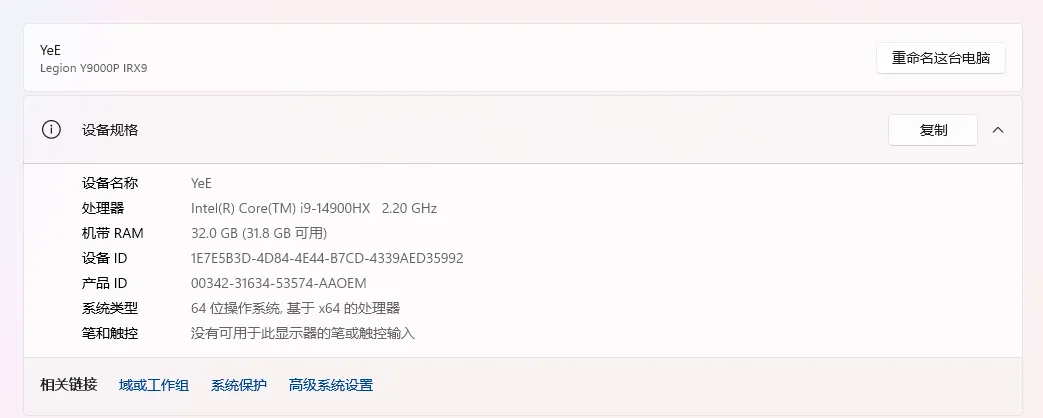 YeE
Legion Y9000P IRX9
重命名这台电脑
设备规格
复制
设备名称 YeE
处理器 Intel(R) Core(TM) i9-14900HX 2.20 GHz
机带 RAM 32.0 GB (31.8 GB 可用)
设备 ID 1E7E5B3D-4D84-4E44-B7CD-4339AED35992
产品 ID 00342-31634-53574-AAOEM
系统类型 64 位操作系统, 基于 x64 的处理器
笔和触控 没有可用于此显示器的笔或触控输入
相关链接 域或工作组 系统保护 高级系统设置